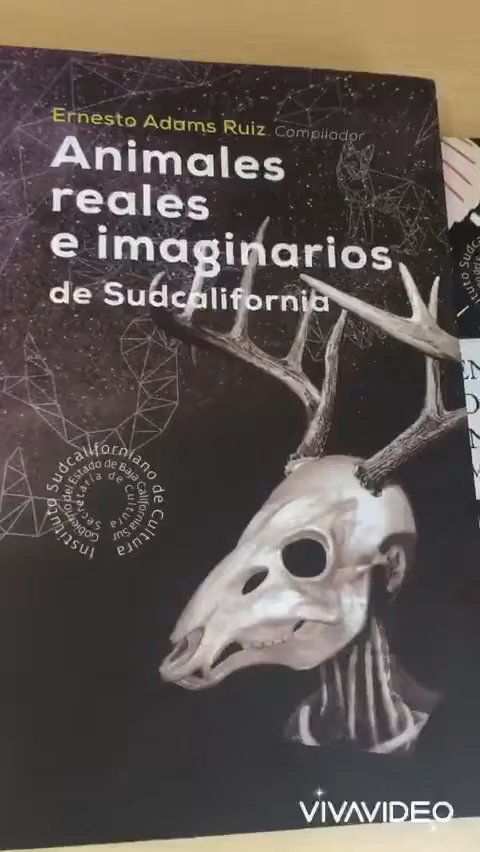 Ernesto Adams Ruiz Compilador
Animales
reales
e imaginarios
de Sudcalifornia
Instituto Sudcaliforniano de Cultura
Gobierno del Estado de Baja California Sur
Secretaría de Cultura
VIVAVIDEO